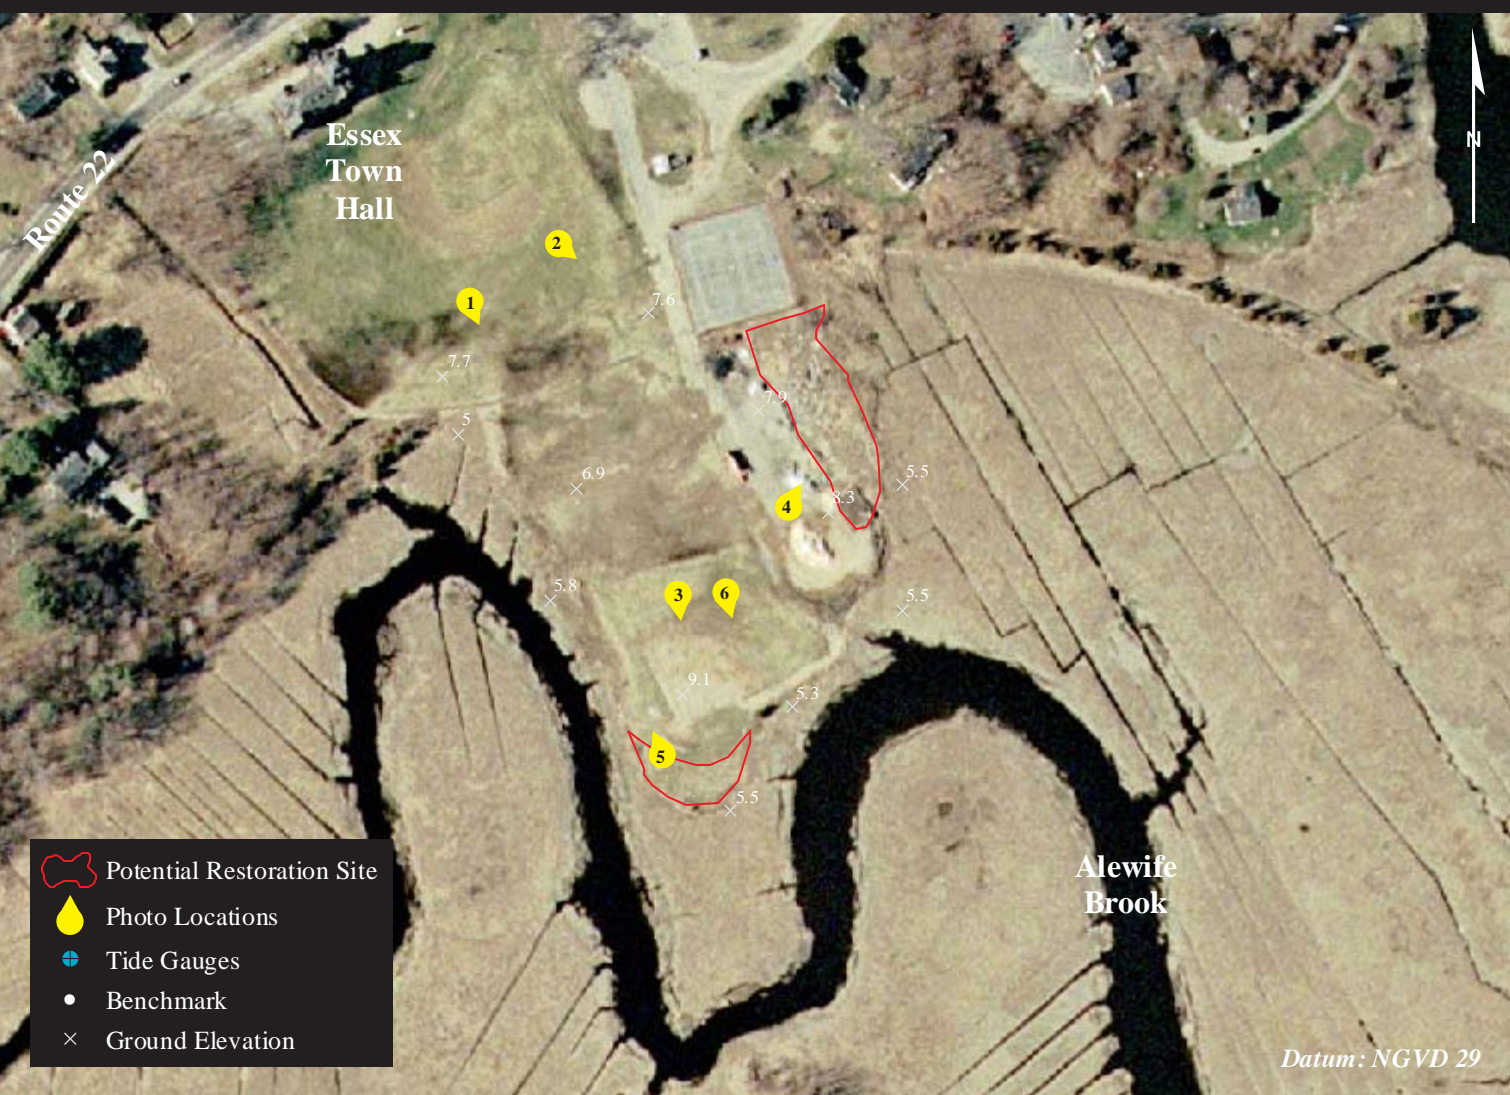 Essex
Town
Hall
Route 22
N
2
1
7.6
7.7
7.9
5
6.9
5.5
4
8.3
5.8
3
6
5.5
9.1
5.3
5
5.5
Alewife
Brook
Potential Restoration Site
Photo Locations
Tide Gauges
Benchmark
Ground Elevation
Datum: NGVD 29